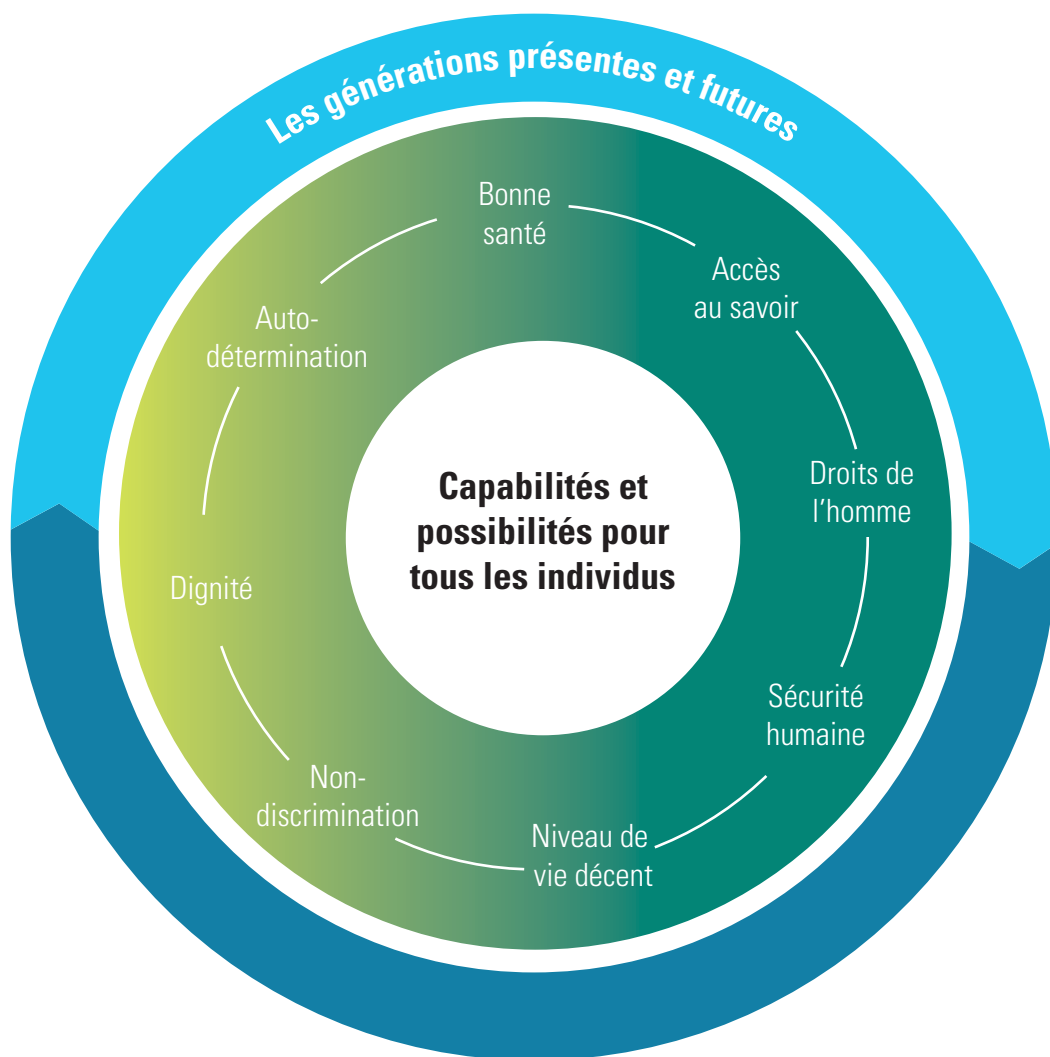 Les générations présentes et futures
Bonne
santé
Accès
au savoir
Droits de
l’homme
Sécurité
humaine
Niveau de
vie décent
Non-
discrimination
Dignité
Auto-
détermination
Capabilités et
possibilités pour
tous les individus